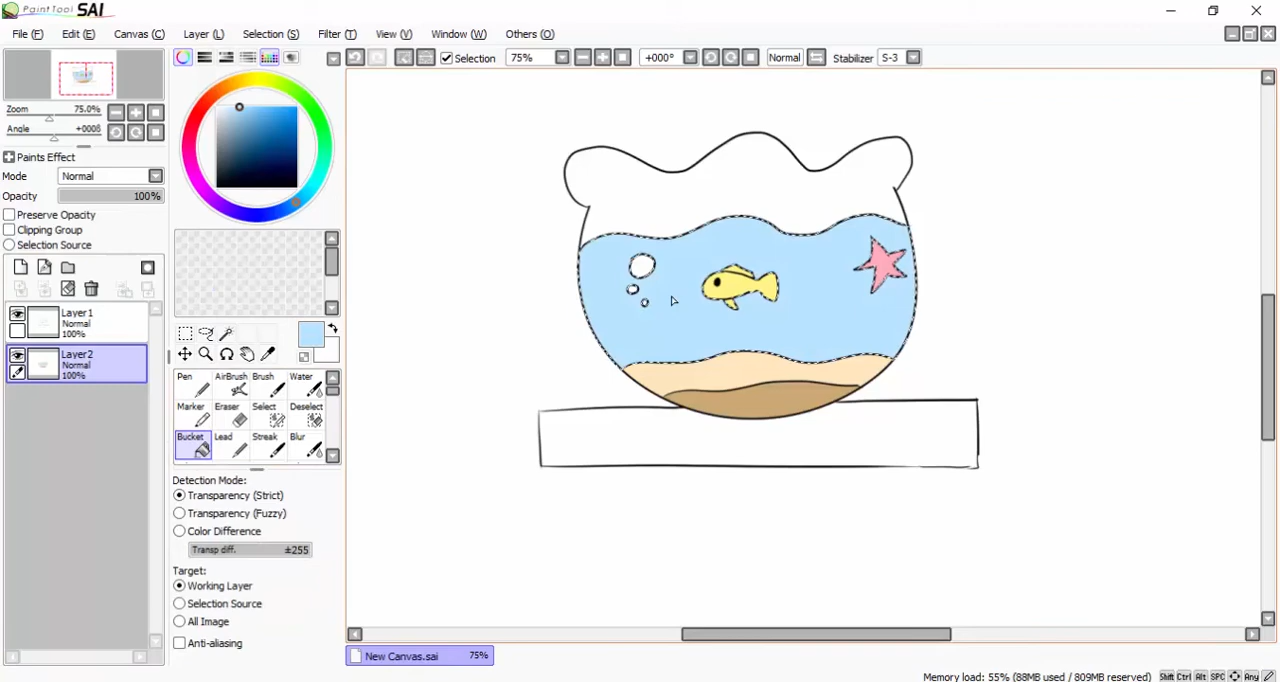 PaintTool SAI
File (F) Edit (E) Canvas (C) Layer (L) Selection (S) Filter (T) View (V) Window (W) Others (O)
Selection 75% +000° Normal Stabilizer S-3
Zoom 75.0%
Angle +000θ
Paints Effect
Mode Normal
Opacity 100%
Preserve Opacity
Clipping Group
Selection Source
Layer1
Normal
100%
Layer2
Normal
100%
Pen AirBrush Brush Water
Marker Eraser Select Deselect
Bucket Lead Streak Blur
Detection Mode:
Transparency (Strict)
Transparency (Fuzzy)
Color Difference
Transp diff. ±255
Target:
Working Layer
Selection Source
All Image
Anti-aliasing
New Canvas.sai 75%
Memory load: 55% (88MB used / 809MB reserved) Shift Ctrl Alt SPC Any